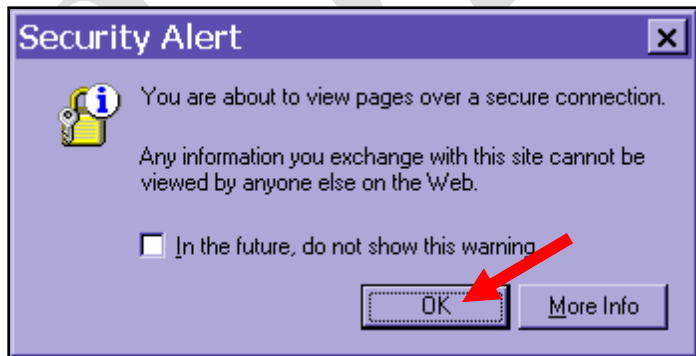 Security Alert
You are about to view pages over a secure connection.
Any information you exchange with this site cannot be
viewed by anyone else on the Web.
In the future, do not show this warning
OK
More Info